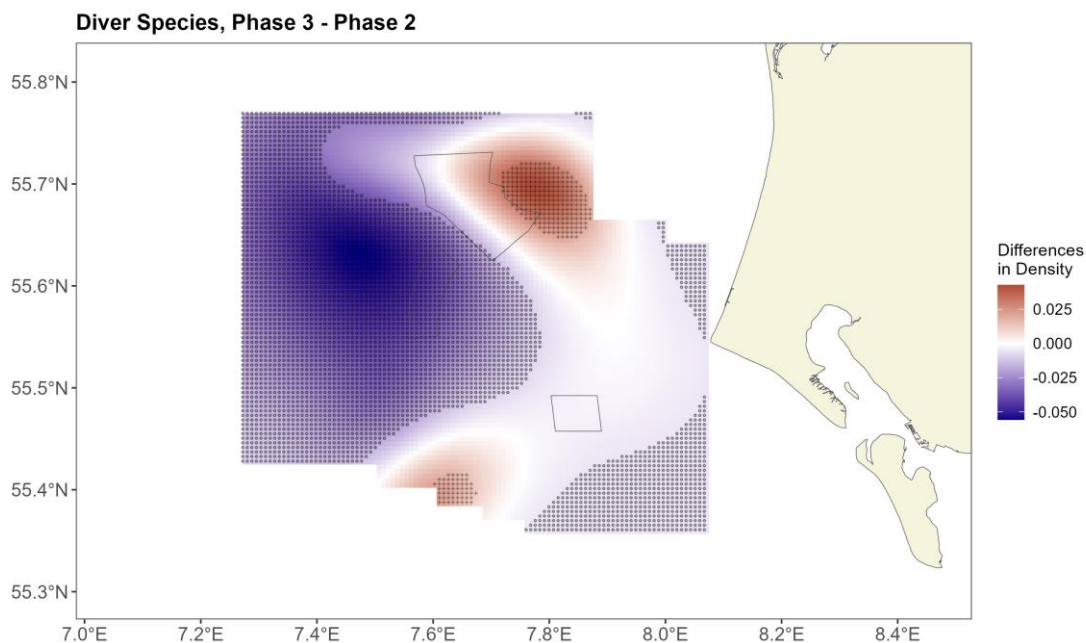 Diver Species, Phase 3 - Phase 2
55.8°N
55.7°N
55.6°N
55.5°N
55.4°N
55.3°N
7.0°E 7.2°E 7.4°E 7.6°E 7.8°E 8.0°E 8.2°E 8.4°E
Differences
in Density
0.025
0.000
-0.025
-0.050